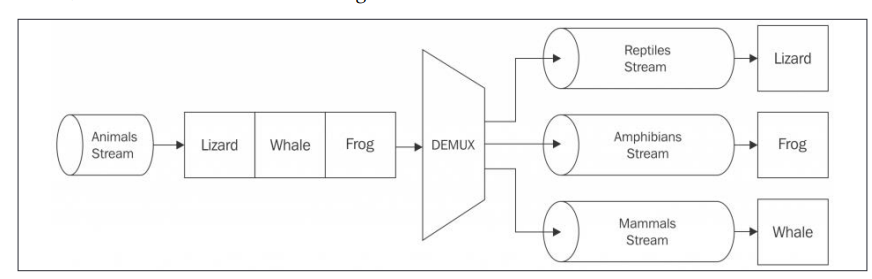 Animals
Stream
Lizard
Whale
Frog
DEMUX
Reptiles
Stream
Lizard
Amphibians
Stream
Frog
Mammals
Stream
Whale